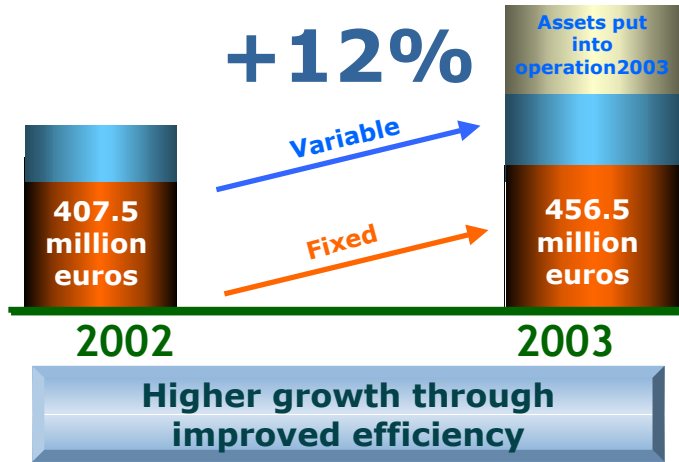 +12%
Assets put
into
operation2003
Variable
Fixed
407.5
million
euros
456.5
million
euros
2002
2003
Higher growth through
improved efficiency